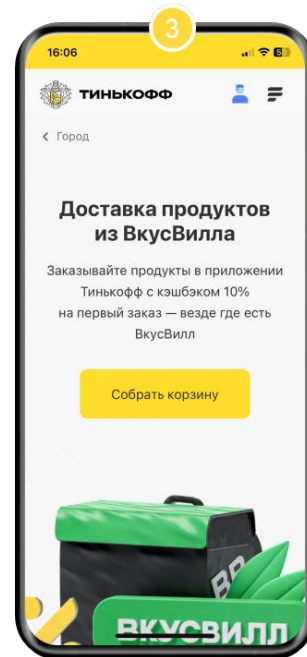 3
16:06
ТИНЬКОФФ
Город
Доставка продуктов
из ВкусВилла
Заказывайте продукты в приложении
Тинькофф с кэшбэком 10%
на первый заказ — везде где есть
ВкусВилл
Собрать корзину
ВКУСВИЛЛ